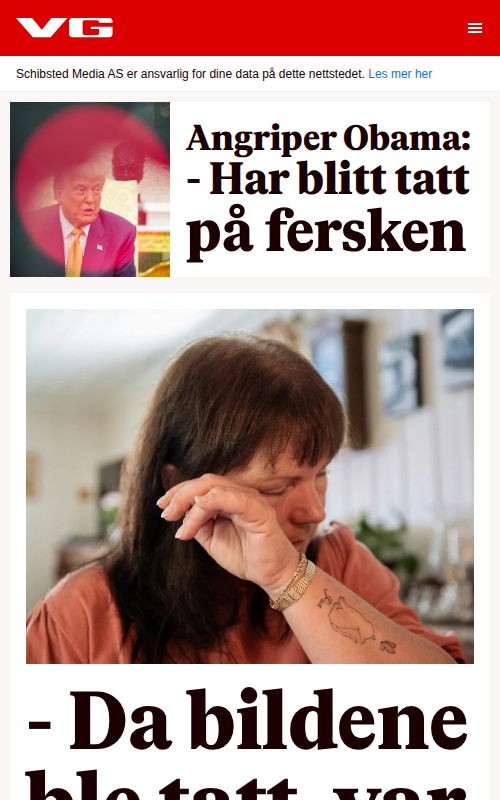 VG
Schibsted Media AS er ansvarlig for dine data på dette nettstedet. Les mer her
Angriper Obama:
- Har blitt tatt
på fersken
- Da bildene
ble tatt, var